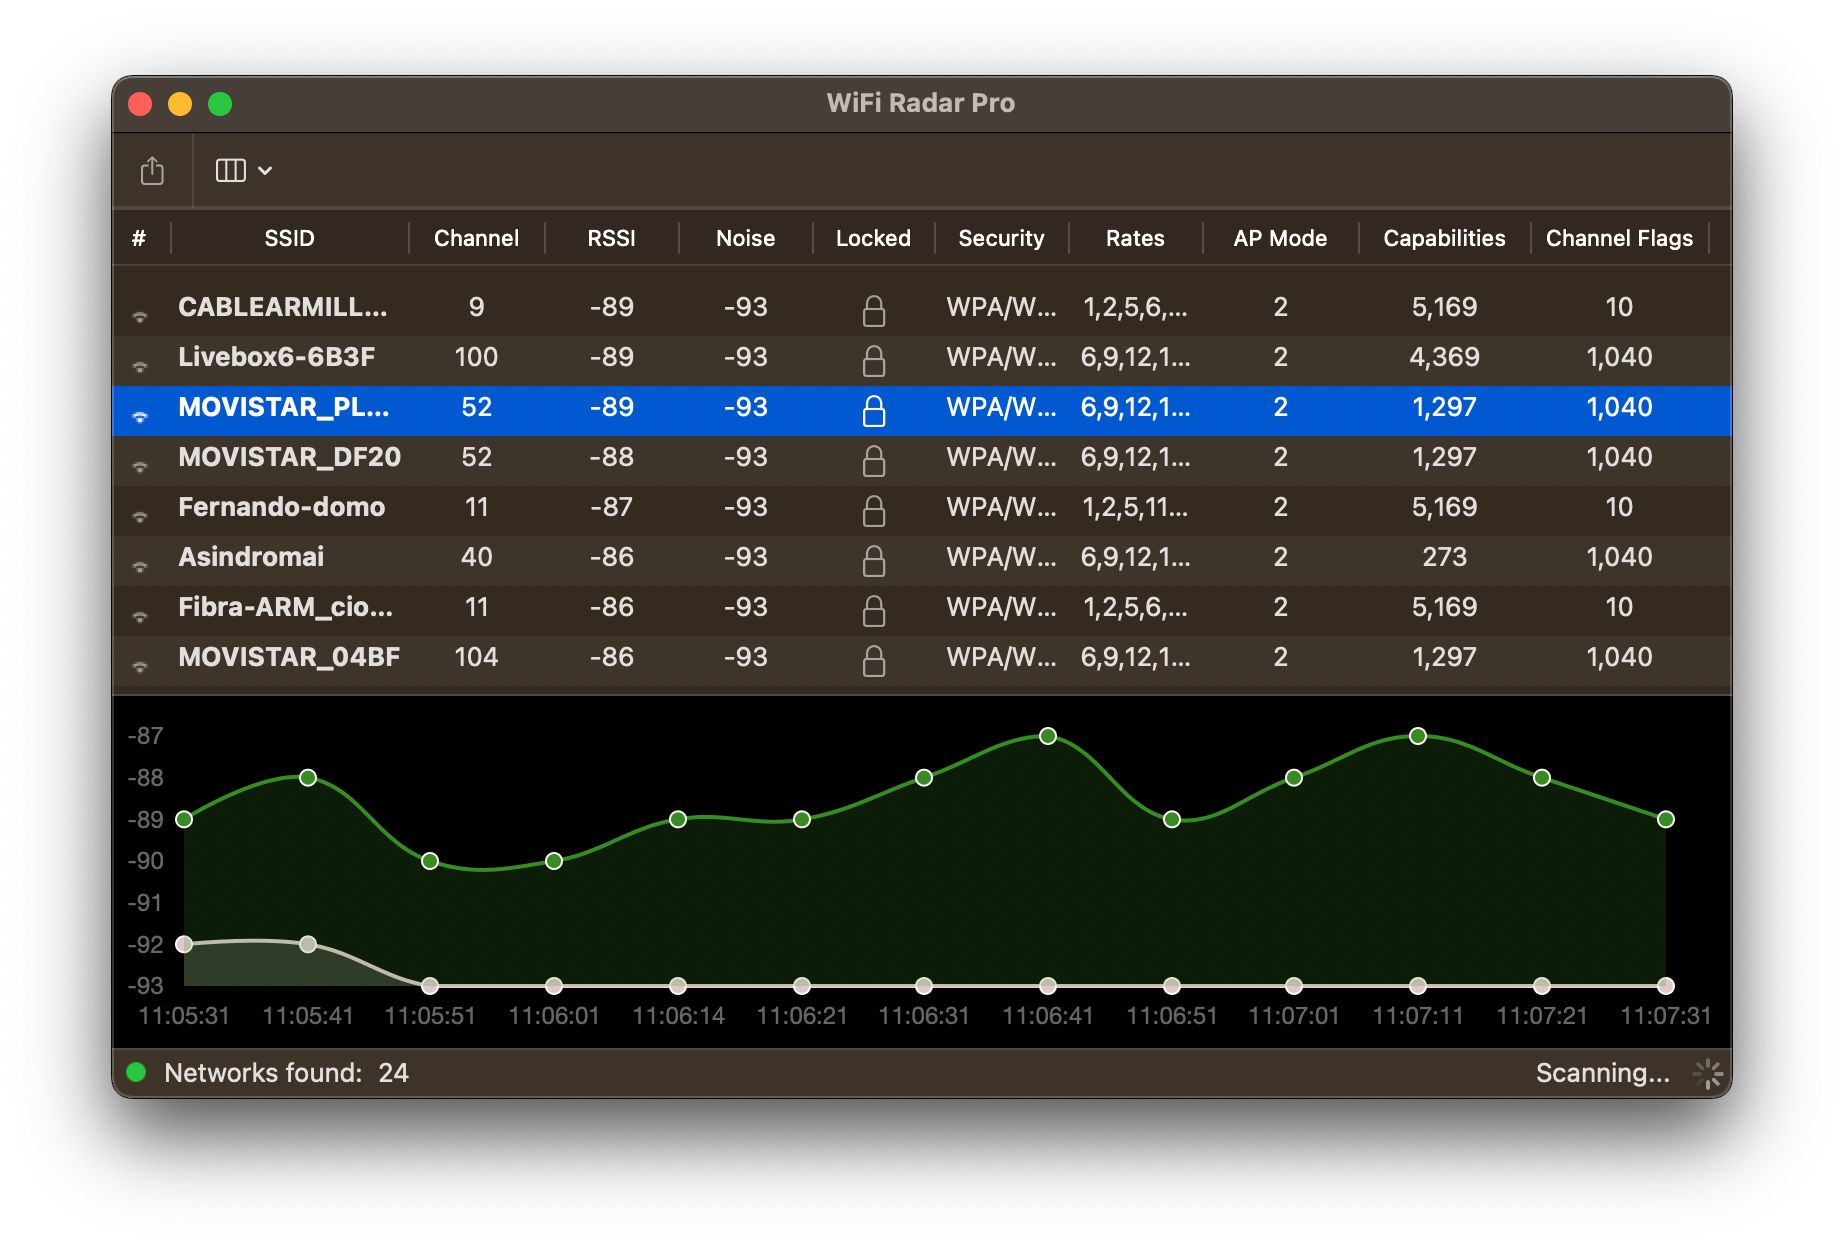 WiFi Radar Pro
# SSID Channel RSSI Noise Locked Security Rates AP Mode Capabilities Channel Flags
CABLEARMILL... 9 -89 -93 WPA/W... 1,2,5,6,... 2 5,169 10
Livebox6-6B3F 100 -89 -93 WPA/W... 6,9,12,1... 2 4,369 1,040
MOVISTAR_PL... 52 -89 -93 WPA/W... 6,9,12,1... 2 1,297 1,040
MOVISTAR_DF20 52 -88 -93 WPA/W... 6,9,12,1... 2 1,297 1,040
Fernando-domo 11 -87 -93 WPA/W... 1,2,5,11... 2 5,169 10
Asindromai 40 -86 -93 WPA/W... 6,9,12,1... 2 273 1,040
Fibra-ARM_cio... 11 -86 -93 WPA/W... 1,2,5,6,... 2 5,169 10
MOVISTAR_04BF 104 -86 -93 WPA/W... 6,9,12,1... 2 1,297 1,040
-87
-88
-89
-90
-91
-92
-93
11:05:31 11:05:41 11:05:51 11:06:01 11:06:14 11:06:21 11:06:31 11:06:41 11:06:51 11:07:01 11:07:11 11:07:21 11:07:31
Networks found: 24 Scanning...